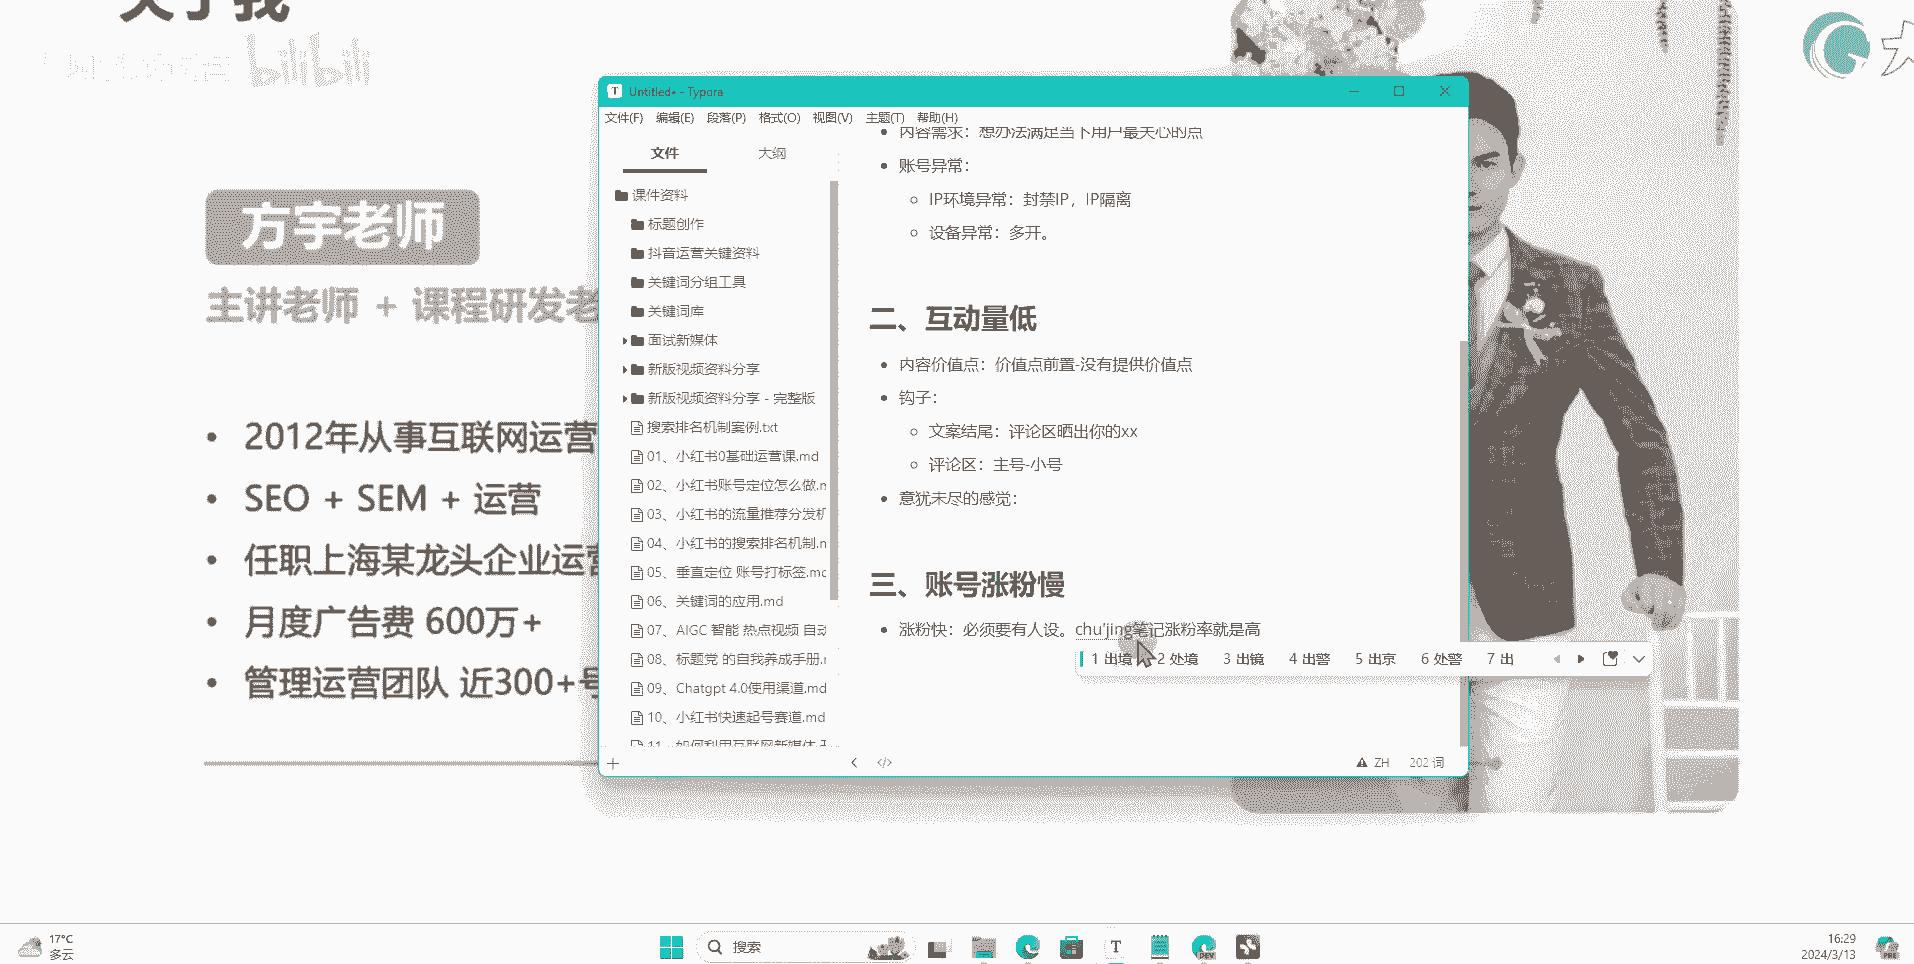 关于我
bilibili
方宇老师
主讲老师 + 课程研发老
2012年从事互联网运营
SEO + SEM + 运营
任职上海某龙头企业运营
月度广告费 600万+
管理运营团队 近300+号
Untitled• - Typora
文件(F) 编辑(E) 段落(P) 格式(O) 视图(V) 主题(T) 帮助(H)
文件 大纲
课件资料
标题创作
抖音运营关键资料
关键词分组工具
关键词库
面试新媒体
新版视频资料分享
新版视频资料分享 - 完整版
搜索排名机制案例.txt
01、小红书0基础运营课.md
02、小红书账号定位怎么做.m
03、小红书的流量推荐分发机
04、小红书的搜索排名机制.m
05、垂直定位 账号打标签.md
06、关键词的应用.md
07、AIGC 智能 热点视频 自动
08、标题党 的自我养成手册.m
09、Chatgpt 4.0使用渠道.md
10、小红书快速起号赛道.md
11、如何利用互联网新媒体
内容需求：想办法满足当下用户最关心的点
账号异常：
IP环境异常：封禁IP，IP隔离
设备异常：多开。
二、互动量低
内容价值点：价值点前置-没有提供价值点
钩子：
文案结尾：评论区晒出你的xx
评论区：主号-小号
意犹未尽的感觉：
三、账号涨粉慢
涨粉快：必须要有人设。chu'jing笔记涨粉率就是高
1 出境 2 处境 3 出镜 4 出警 5 出京 6 处警 7 出
ZH 202 词
17°C
多云
搜索
T
DEV
16:29
2024/3/13
PRE